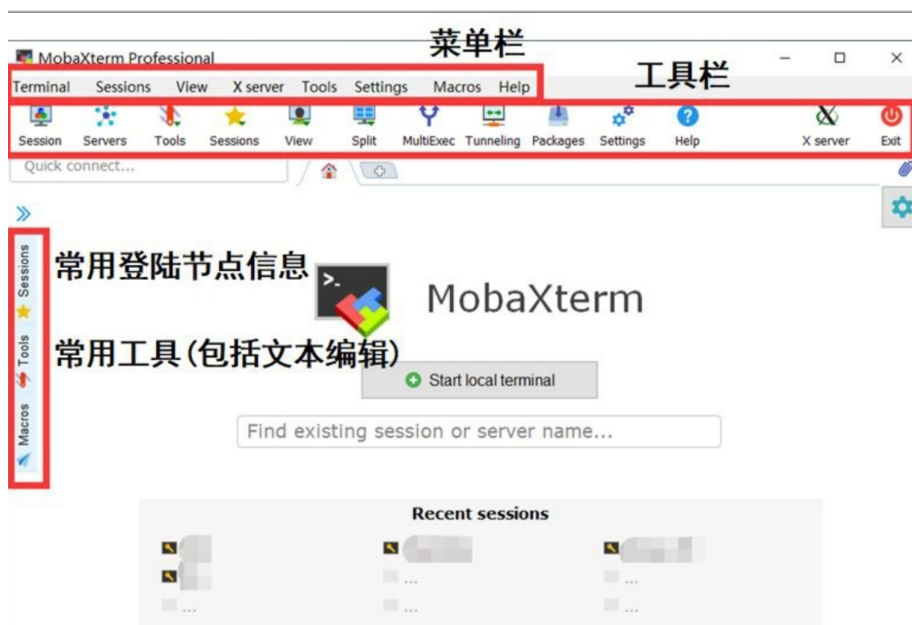 菜单栏
MobaXterm Professional
工具栏
Terminal Sessions View X server Tools Settings Macros Help
Session Servers Tools Sessions View Split MultiExec Tunneling Packages Settings Help X server Exit
Quick connect...
Sessions
常用登陆节点信息
>_
MobaXterm
Tools
常用工具(包括文本编辑)
Start local terminal
Macros
Find existing session or server name...
Recent sessions
...
... ... ...